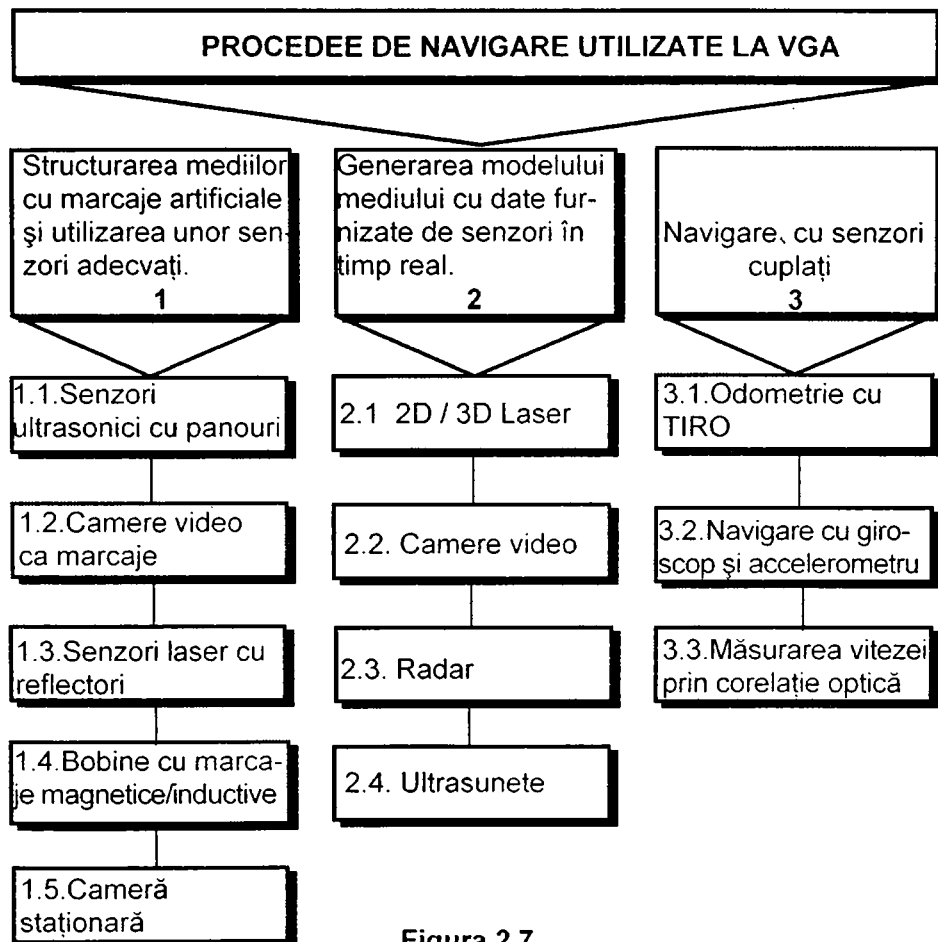 PROCEDEE DE NAVIGARE UTILIZATE LA VGA
Structurarea mediilor
cu marcaje artificiale
şi utilizarea unor sen-
zori adecvaţi.
1
Generarea modelului
mediului cu date fur-
nizate de senzori în
timp real.
2
Navigare, cu senzori
cuplaţi
3
1.1.Senzori
ultrasonici cu panouri
1.2.Camere video
ca marcaje
1.3.Senzori laser cu
reflectori
1.4.Bobine cu marca-
je magnetice/inductive
1.5.Cameră
staţionară
2.1 2D / 3D Laser
2.2. Camere video
2.3. Radar
2.4. Ultrasunete
3.1.Odometrie cu
TIRO
3.2.Navigare cu giro-
scop şi accelerometru
3.3.Măsurarea vitezei
prin corelaţie optică
Figura 2.7